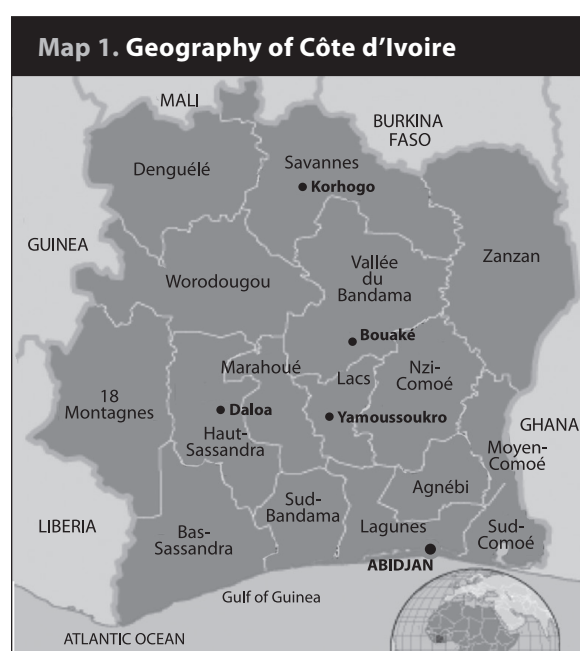 Map 1. Geography of Côte d’Ivoire
MALI
BURKINA
FASO
Denguélé
Savannes
Korhogo
GUINEA
Zanzan
Worodougou
Vallée
du
Bandama
Bouaké
Marahoué
Lacs
Nzi-
Comoé
18
Montagnes
Daloa
Yamoussoukro
Haut-
Sassandra
GHANA
Moyen-
Comoé
Agnébi
Sud-
Bandama
Lagunes
Sud-
Comoé
LIBERIA
Bas-
Sassandra
ABIDJAN
Gulf of Guinea
ATLANTIC OCEAN